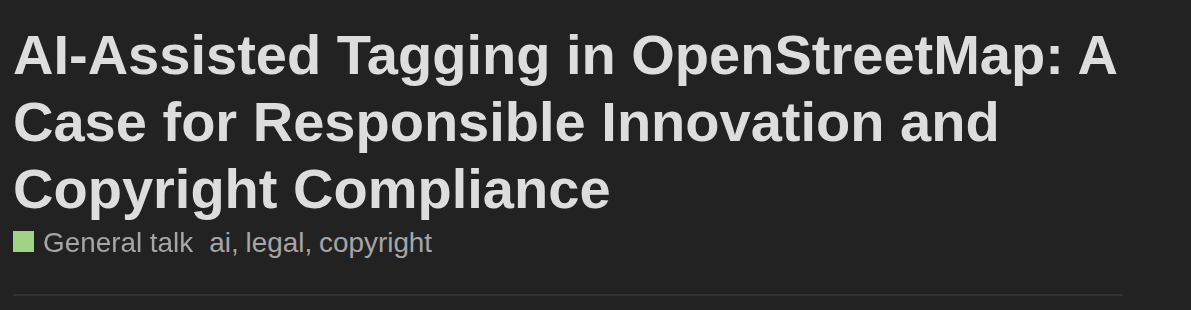 AI-Assisted Tagging in OpenStreetMap: A
Case for Responsible Innovation and
Copyright Compliance
General talk ai, legal, copyright